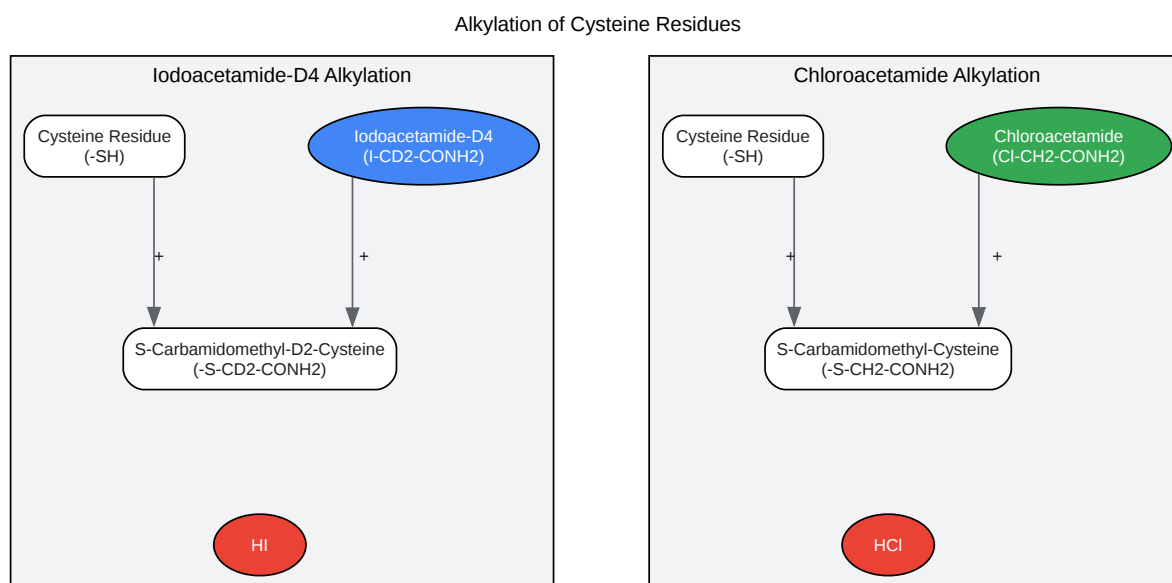 Alkylation of Cysteine Residues
Iodoacetamide-D4 Alkylation
Cysteine Residue
(-SH)
Iodoacetamide-D4
(I-CD2-CONH2)
+
+
S-Carbamidomethyl-D2-Cysteine
(-S-CD2-CONH2)
HI
Chloroacetamide Alkylation
Cysteine Residue
(-SH)
Chloroacetamide
(Cl-CH2-CONH2)
+
+
S-Carbamidomethyl-Cysteine
(-S-CH2-CONH2)
HCl